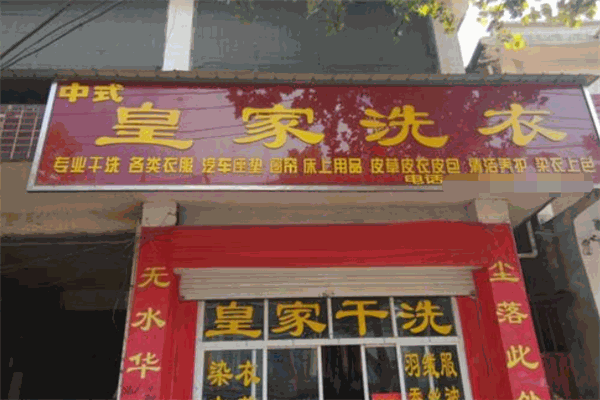 中式
皇家洗衣
专业干洗 各类衣服 汽车座垫 窗帘 床上用品 皮草皮衣皮包 清洁养护 染衣上色
电话
无水华
尘落此
皇家干洗
染衣
羽绒服